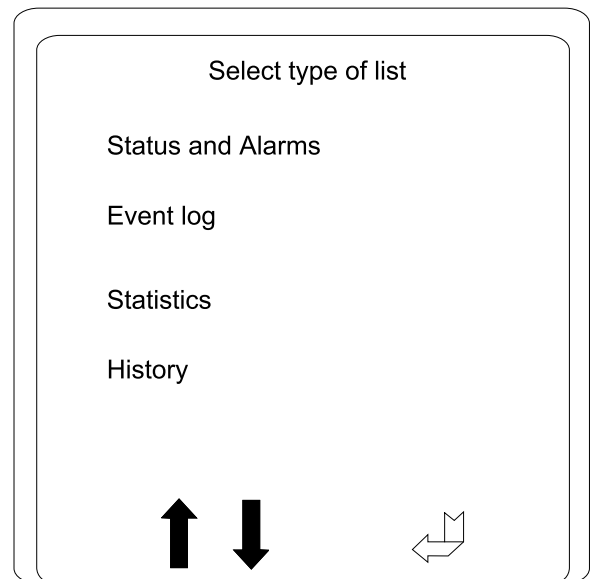 Select type of list
Status and Alarms
Event log
Statistics
History